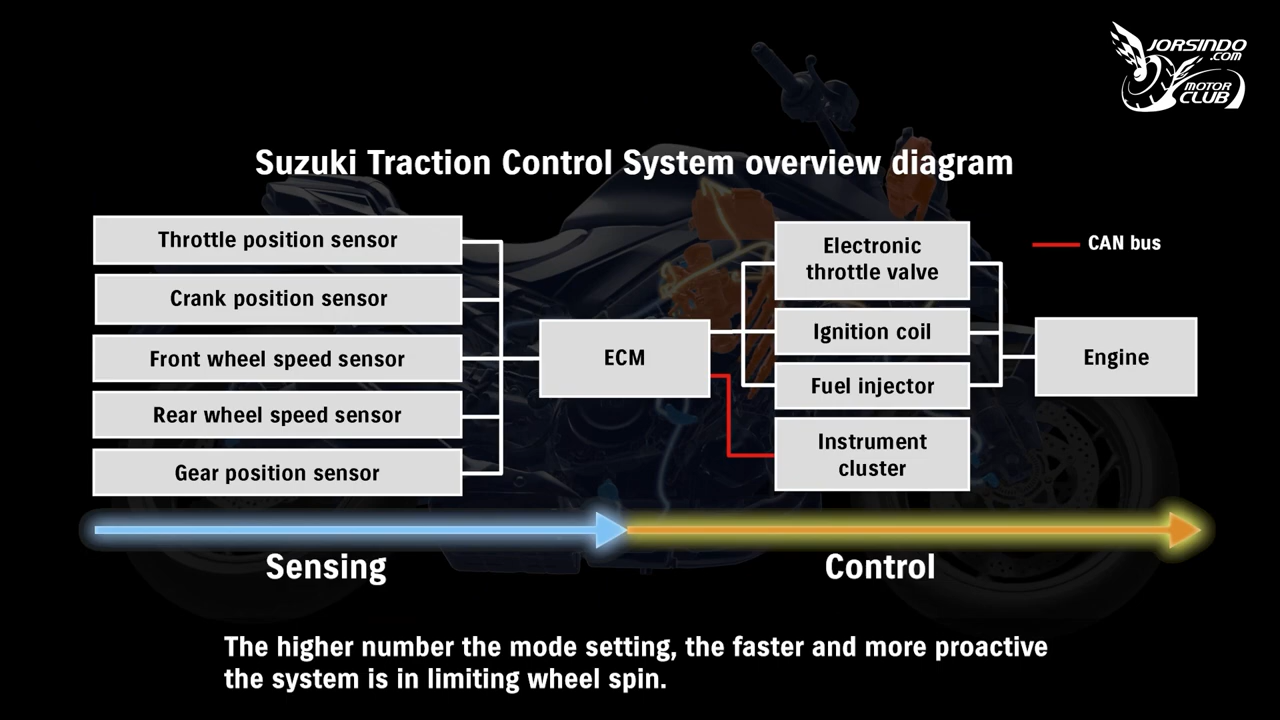 JORSINDO
.COM
MOTOR
CLUB
Suzuki Traction Control System overview diagram
Throttle position sensor
Crank position sensor
Front wheel speed sensor
Rear wheel speed sensor
Gear position sensor
ECM
Electronic
throttle valve
Ignition coil
Fuel injector
Instrument
cluster
CAN bus
Engine
Sensing
Control
The higher number the mode setting, the faster and more proactive
the system is in limiting wheel spin.